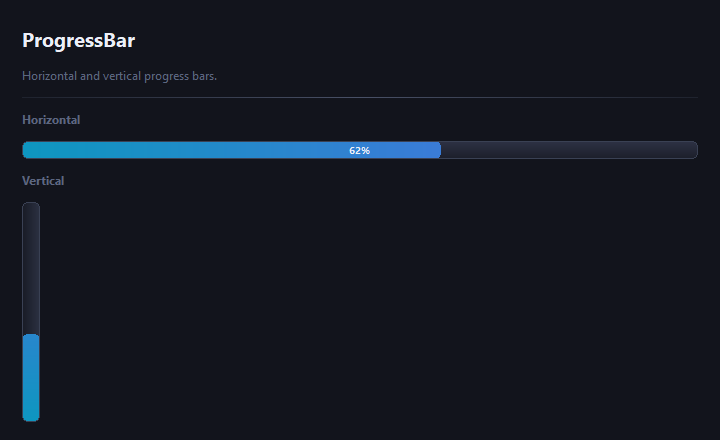 ProgressBar
Horizontal and vertical progress bars.
Horizontal
62%
Vertical